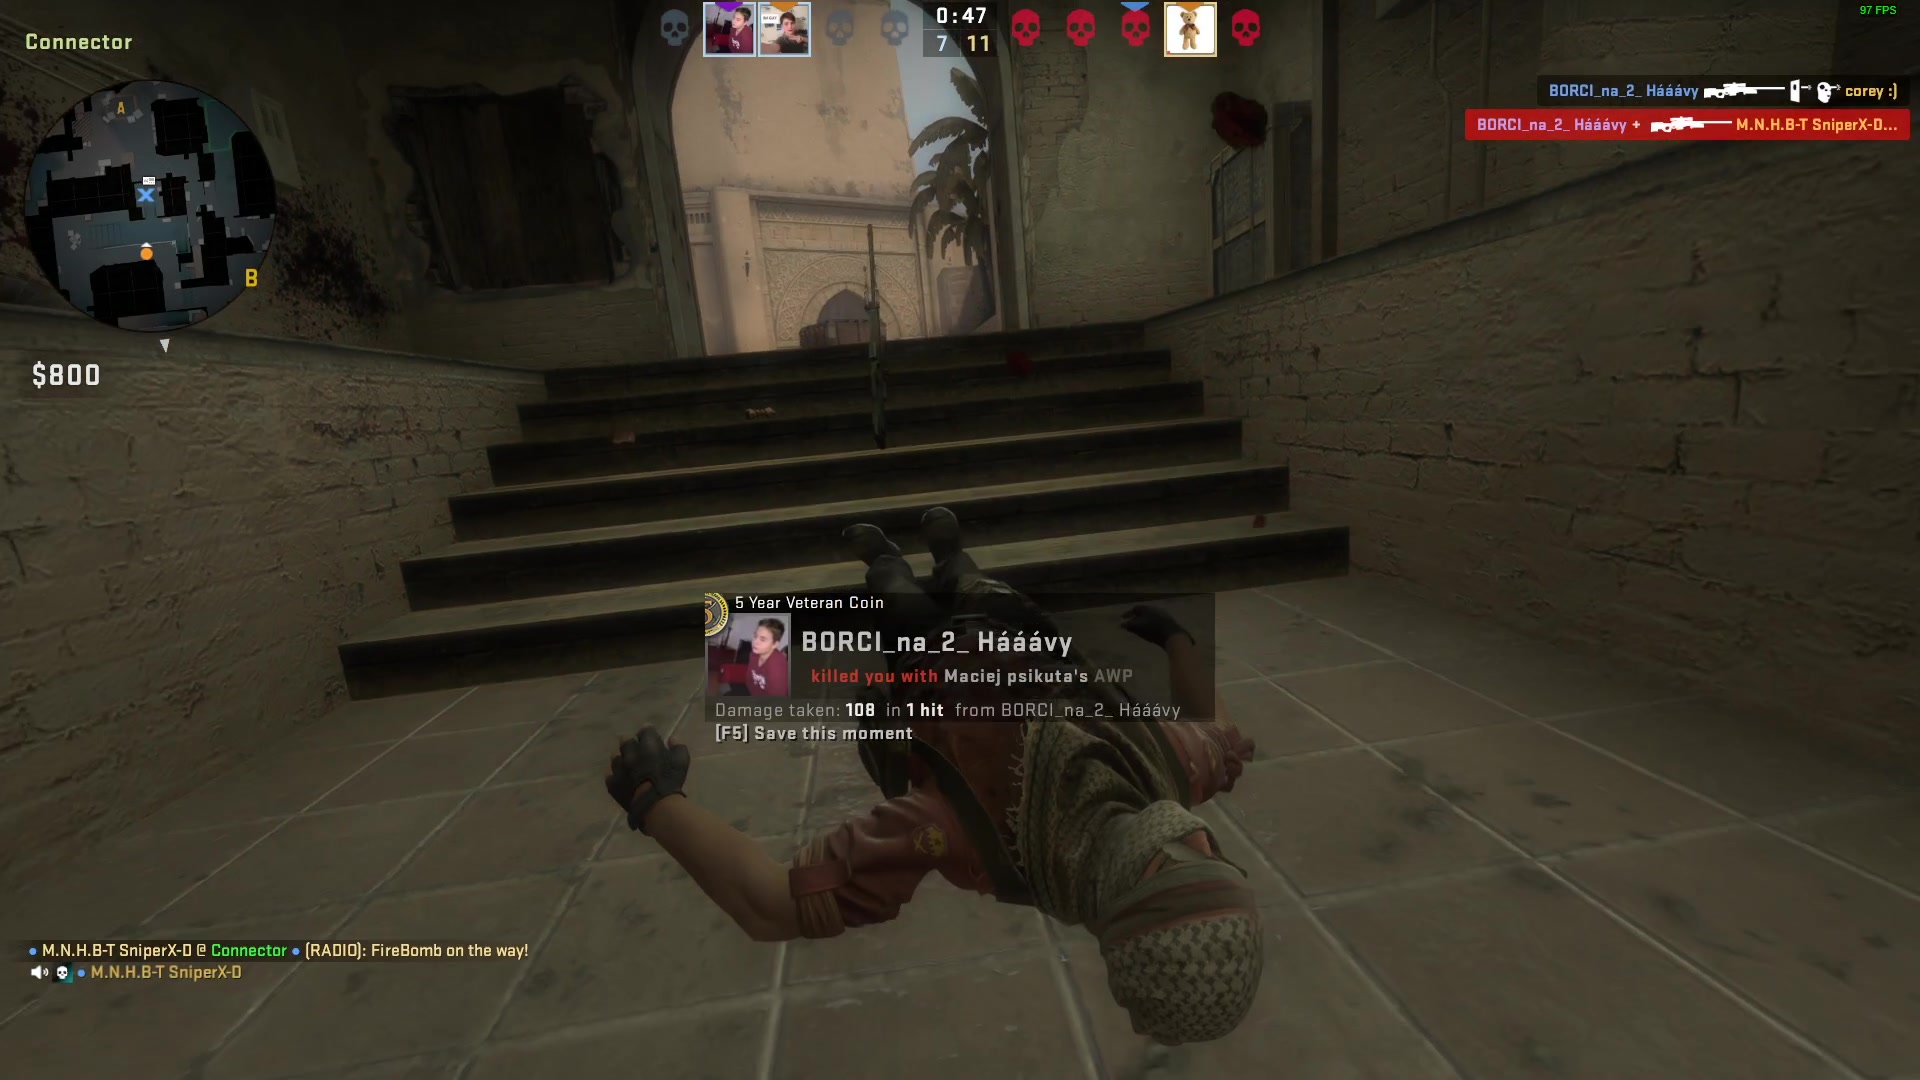 97 FPS
0:47
7 11
Connector
A
B
$800
BORCI_na_2_ Hááávy corey :)
BORCI_na_2_ Hááávy + M.N.H.B-T SniperX-D...
5 Year Veteran Coin
BORCI_na_2_ Hááávy
killed you with Maciej psikuta's AWP
Damage taken: 108 in 1 hit from BORCI_na_2_ Hááávy
[F5] Save this moment
M.N.H.B-T SniperX-D @ Connector • (RADIO): FireBomb on the way!
M.N.H.B-T SniperX-D